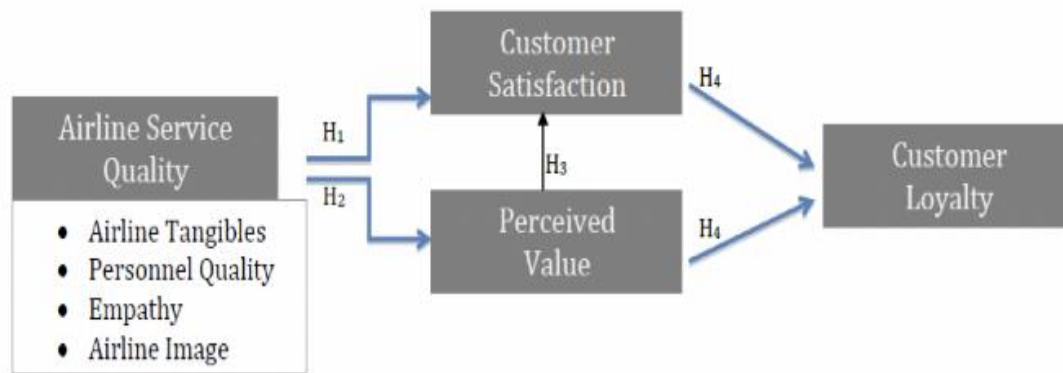 Customer
Satisfaction
H₄
Airline Service
Quality
H₁
Customer
Loyalty
H₃
H₂
• Airline Tangibles
• Personnel Quality
• Empathy
• Airline Image
Perceived
Value
H₄